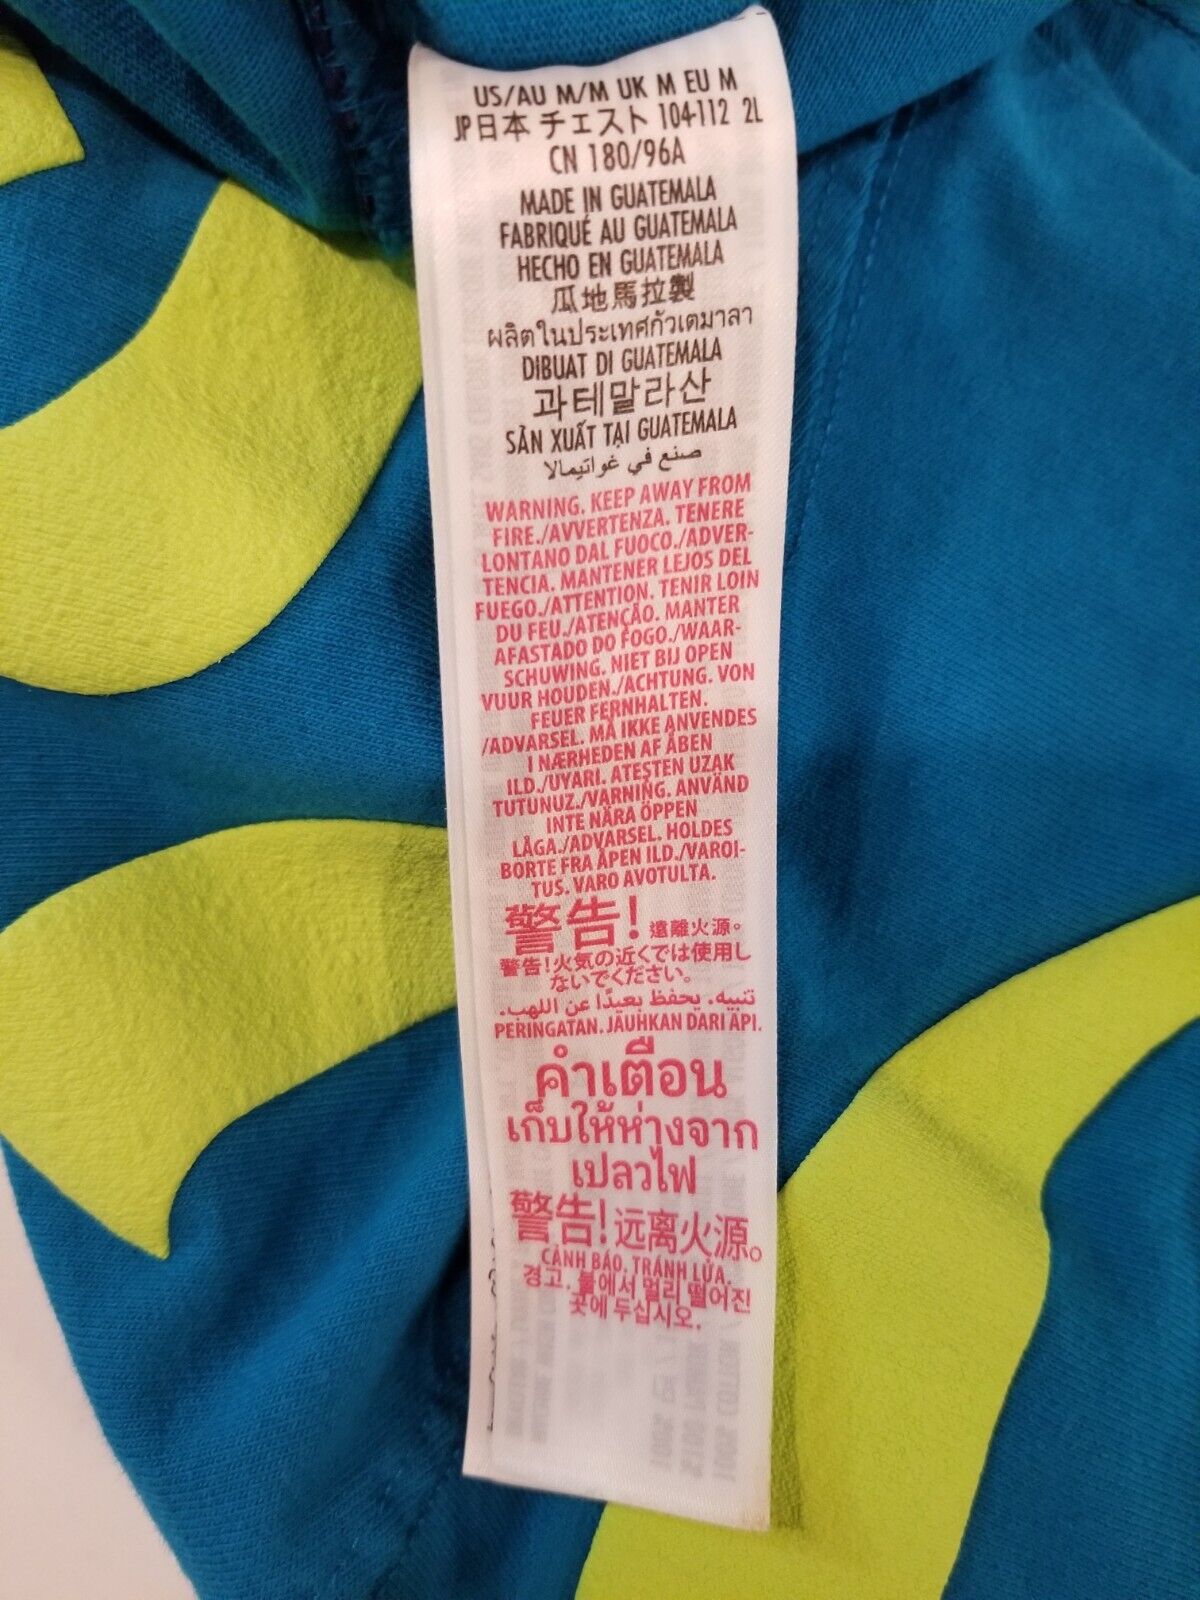 US/AU M/M UK M EU M
JP日本 チェスト 104-112 2L
CN 180/96A
MADE IN GUATEMALA
FABRIQUÉ AU GUATEMALA
HECHO EN GUATEMALA
瓜地馬拉製
ผลิตในประเทศกัวเตมาลา
DIBUAT DI GUATEMALA
과테말라산
SẢN XUẤT TẠI GUATEMALA
صنع في غواتيمالا
WARNING. KEEP AWAY FROM
FIRE./AVVERTENZA. TENERE
LONTANO DAL FUOCO./ADVER-
TENCIA. MANTENER LEJOS DEL
FUEGO./ATTENTION. TENIR LOIN
DU FEU./ATENÇÃO. MANTER
AFASTADO DO FOGO./WAAR-
SCHUWING. NIET BIJ OPEN
VUUR HOUDEN./ACHTUNG. VON
FEUER FERNHALTEN.
/ADVARSEL. MÅ IKKE ANVENDES
I NÆRHEDEN AF ÅBEN
ILD./UYARI. ATEŞTEN UZAK
TUTUNUZ./VARNING. ANVÄND
INTE NÄRA ÖPPEN
LÅGA./ADVARSEL. HOLDES
BORTE FRA ÅPEN ILD./VAROI-
TUS. VARO AVOTULTA.
警告! 遠離火源。
警告!火気の近くでは使用し
ないでください。
تنبيه. يحفظ بعيدًا عن اللهب.
PERINGATAN. JAUHKAN DARI API.
คำเตือน
เก็บให้ห่างจาก
เปลวไฟ
警告!远离火源。
CẢNH BÁO. TRÁNH LỬA.
경고. 불에서 멀리 떨어진
곳에 두십시오.